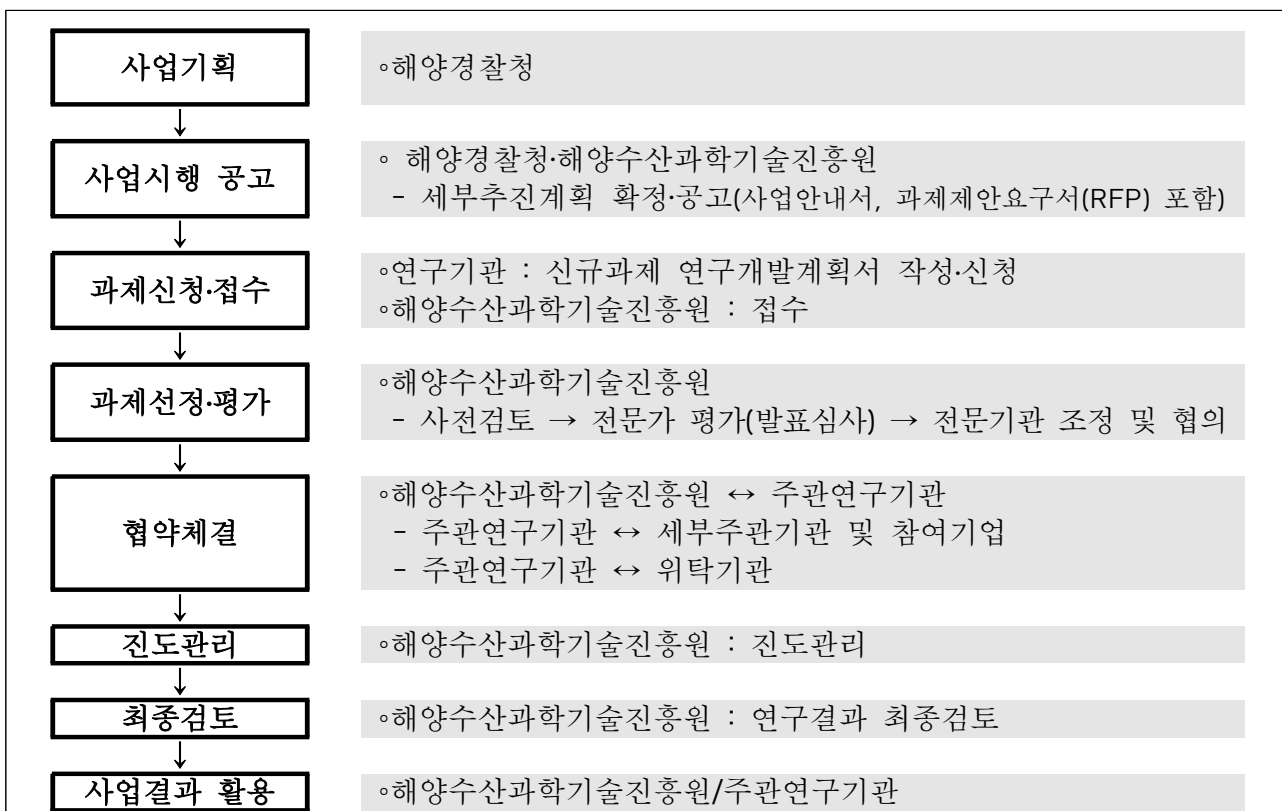 사업기획
◦해양경찰청
사업시행 공고
◦ 해양경찰청·해양수산과학기술진흥원
- 세부추진계획 확정·공고(사업안내서, 과제제안요구서(RFP) 포함)
과제신청·접수
◦연구기관 : 신규과제 연구개발계획서 작성·신청
◦해양수산과학기술진흥원 : 접수
과제선정·평가
◦해양수산과학기술진흥원
- 사전검토 → 전문가 평가(발표심사) → 전문기관 조정 및 협의
협약체결
◦해양수산과학기술진흥원 ↔ 주관연구기관
- 주관연구기관 ↔ 세부주관기관 및 참여기업
- 주관연구기관 ↔ 위탁기관
진도관리
◦해양수산과학기술진흥원 : 진도관리
최종검토
◦해양수산과학기술진흥원 : 연구결과 최종검토
사업결과 활용
◦해양수산과학기술진흥원/주관연구기관